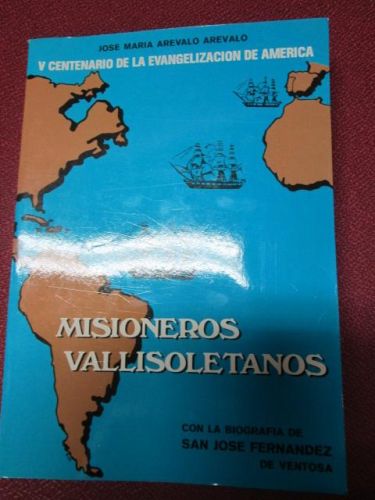 JOSE MARIA AREVALO AREVALO
V CENTENARIO DE LA EVANGELIZACION DE AMERICA
MISIONEROS
VALLISOLETANOS
CON LA BIOGRAFIA DE
SAN JOSE FERNANDEZ
DE VENTOSA